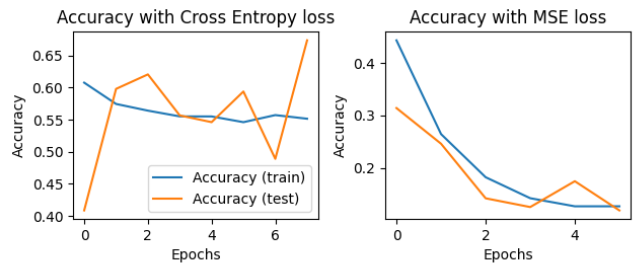 Accuracy with Cross Entropy loss
0.65
0.60
0.55
0.50
0.45
0.40
Accuracy
Accuracy (train)
Accuracy (test)
0 2 4 6
Epochs
Accuracy with MSE loss
0.4
0.3
0.2
Accuracy
0 2 4
Epochs